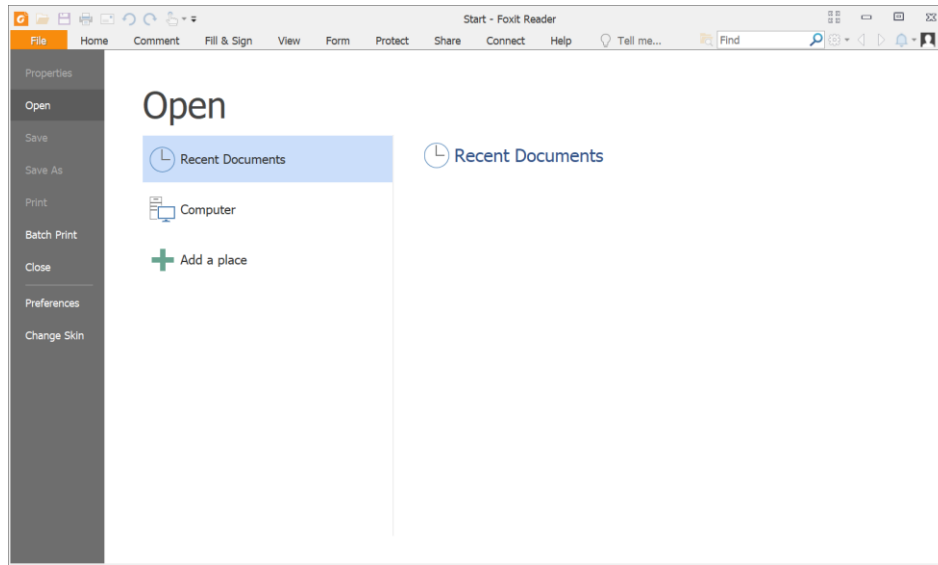 Start - Foxit Reader
File Home Comment Fill & Sign View Form Protect Share Connect Help Tell me... Find
Properties
Open
Save
Save As
Print
Batch Print
Close
Preferences
Change Skin
Open
Recent Documents
Computer
Add a place
Recent Documents